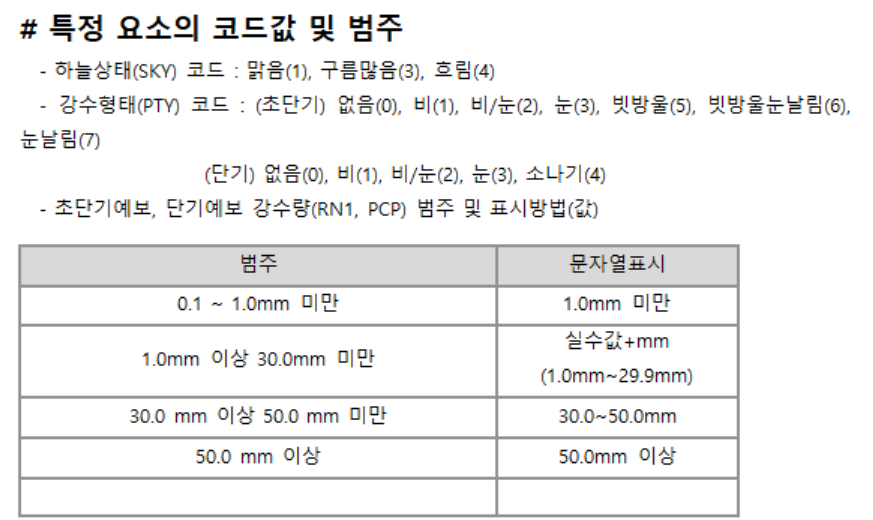 # 특정 요소의 코드값 및 범주
- 하늘상태(SKY) 코드 : 맑음(1), 구름많음(3), 흐림(4)
- 강수형태(PTY) 코드 : (초단기) 없음(0), 비(1), 비/눈(2), 눈(3), 빗방울(5), 빗방울눈날림(6),
눈날림(7)
(단기) 없음(0), 비(1), 비/눈(2), 눈(3), 소나기(4)
- 초단기예보, 단기예보 강수량(RN1, PCP) 범주 및 표시방법(값)
범주 문자열표시
0.1 ~ 1.0mm 미만 1.0mm 미만
1.0mm 이상 30.0mm 미만 실수값+mm
(1.0mm~29.9mm)
30.0 mm 이상 50.0 mm 미만 30.0~50.0mm
50.0 mm 이상 50.0mm 이상